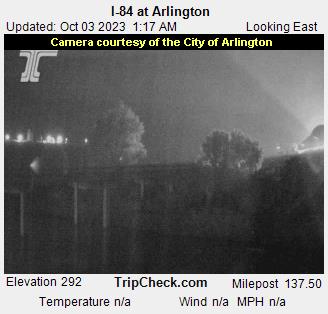 I-84 at Arlington
Updated: Oct 03 2023 1:17 AM Looking East
Camera courtesy of the City of Arlington
Elevation 292 TripCheck.com Milepost 137.50
Temperature n/a Wind n/a MPH n/a